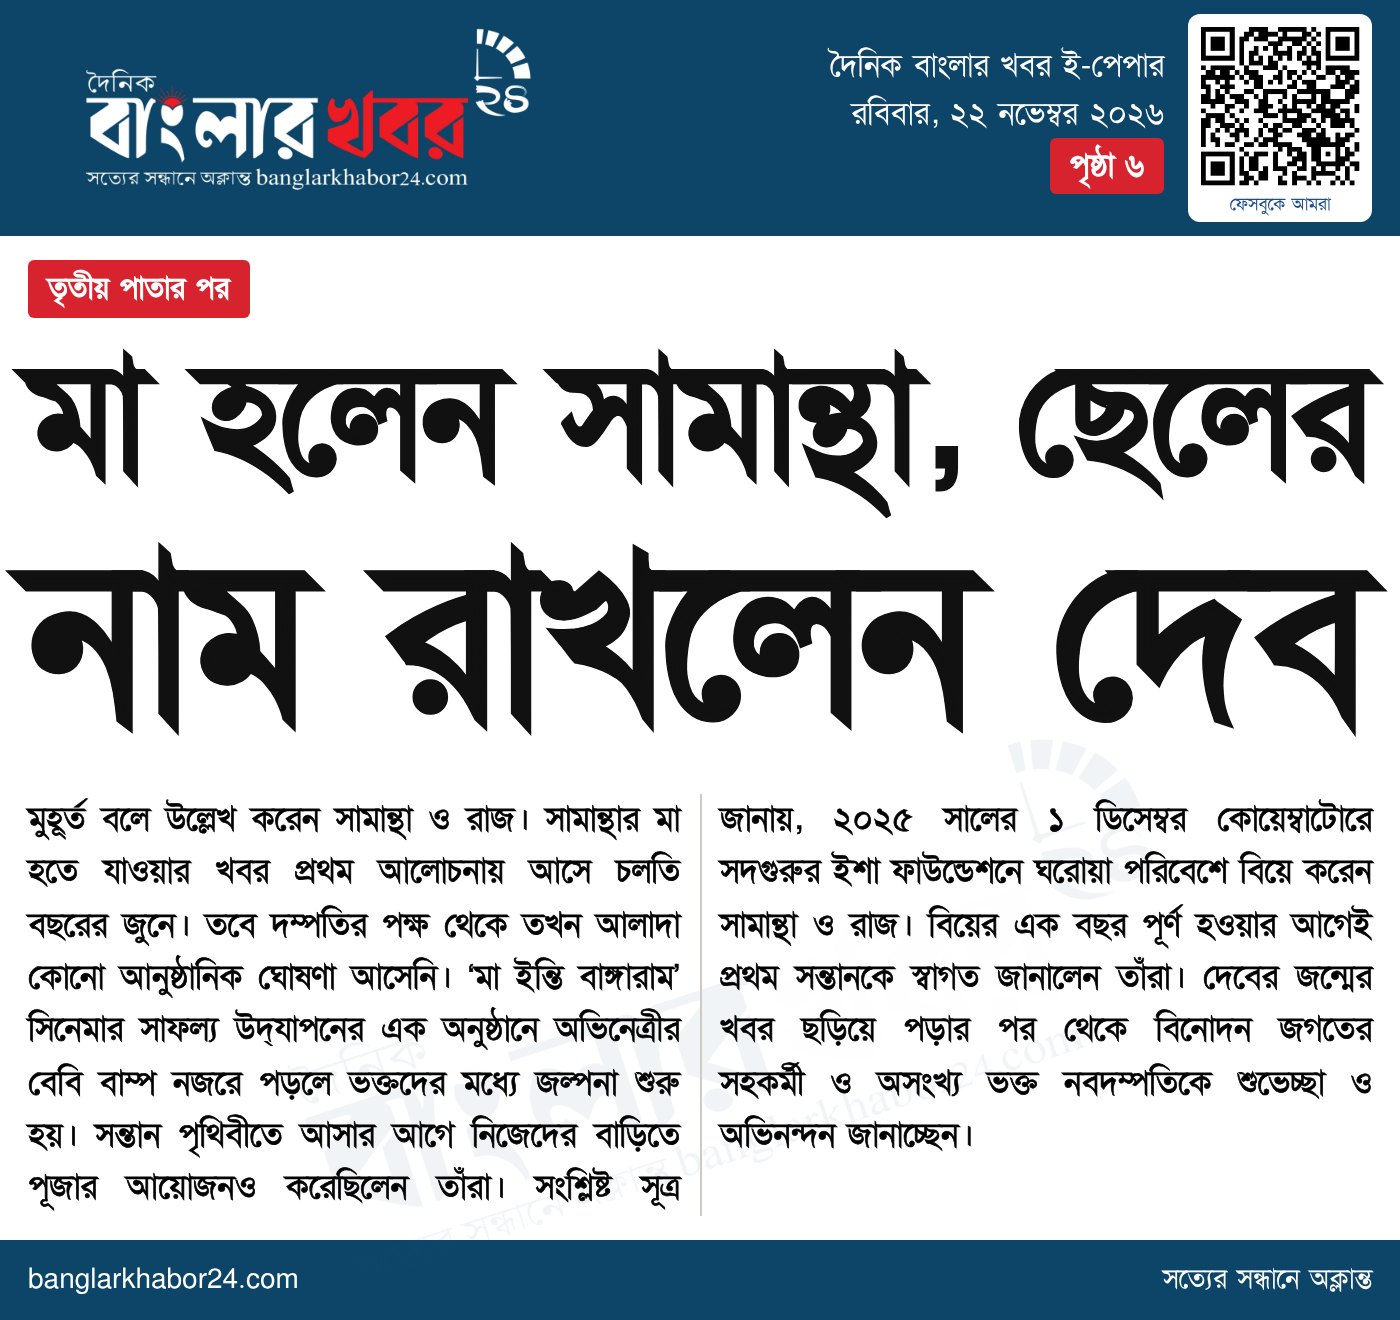 দৈনিক
বাংলার খবর
২৪
সত্যের সন্ধানে অক্লান্ত banglarkhabor24.com
দৈনিক বাংলার খবর ই-পেপার
রবিবার, ২২ নভেম্বর ২০২৬
পৃষ্ঠা ৬
ফেসবুকে আমরা
তৃতীয় পাতার পর
মা হলেন সামান্থা, ছেলের
নাম রাখলেন দেব
মুহূর্ত বলে উল্লেখ করেন সামান্থা ও রাজ। সামান্থার মা
হতে যাওয়ার খবর প্রথম আলোচনায় আসে চলতি
বছরের জুনে। তবে দম্পতির পক্ষ থেকে তখন আলাদা
কোনো আনুষ্ঠানিক ঘোষণা আসেনি। ‘মা ইন্তি বাঙ্গারাম’
সিনেমার সাফল্য উদ্‌যাপনের এক অনুষ্ঠানে অভিনেত্রীর
বেবি বাম্প নজরে পড়লে ভক্তদের মধ্যে জল্পনা শুরু
হয়। সন্তান পৃথিবীতে আসার আগে নিজেদের বাড়িতে
পূজার আয়োজনও করেছিলেন তাঁরা। সংশ্লিষ্ট সূত্র
জানায়, ২০২৫ সালের ১ ডিসেম্বর কোয়েম্বাটোরে
সদগুরুর ইশা ফাউন্ডেশনে ঘরোয়া পরিবেশে বিয়ে করেন
সামান্থা ও রাজ। বিয়ের এক বছর পূর্ণ হওয়ার আগেই
প্রথম সন্তানকে স্বাগত জানালেন তাঁরা। দেবের জন্মের
খবর ছড়িয়ে পড়ার পর থেকে বিনোদন জগতের
সহকর্মী ও অসংখ্য ভক্ত নবদম্পতিকে শুভেচ্ছা ও
অভিনন্দন জানাচ্ছেন।
banglarkhabor24.com
সত্যের সন্ধানে অক্লান্ত